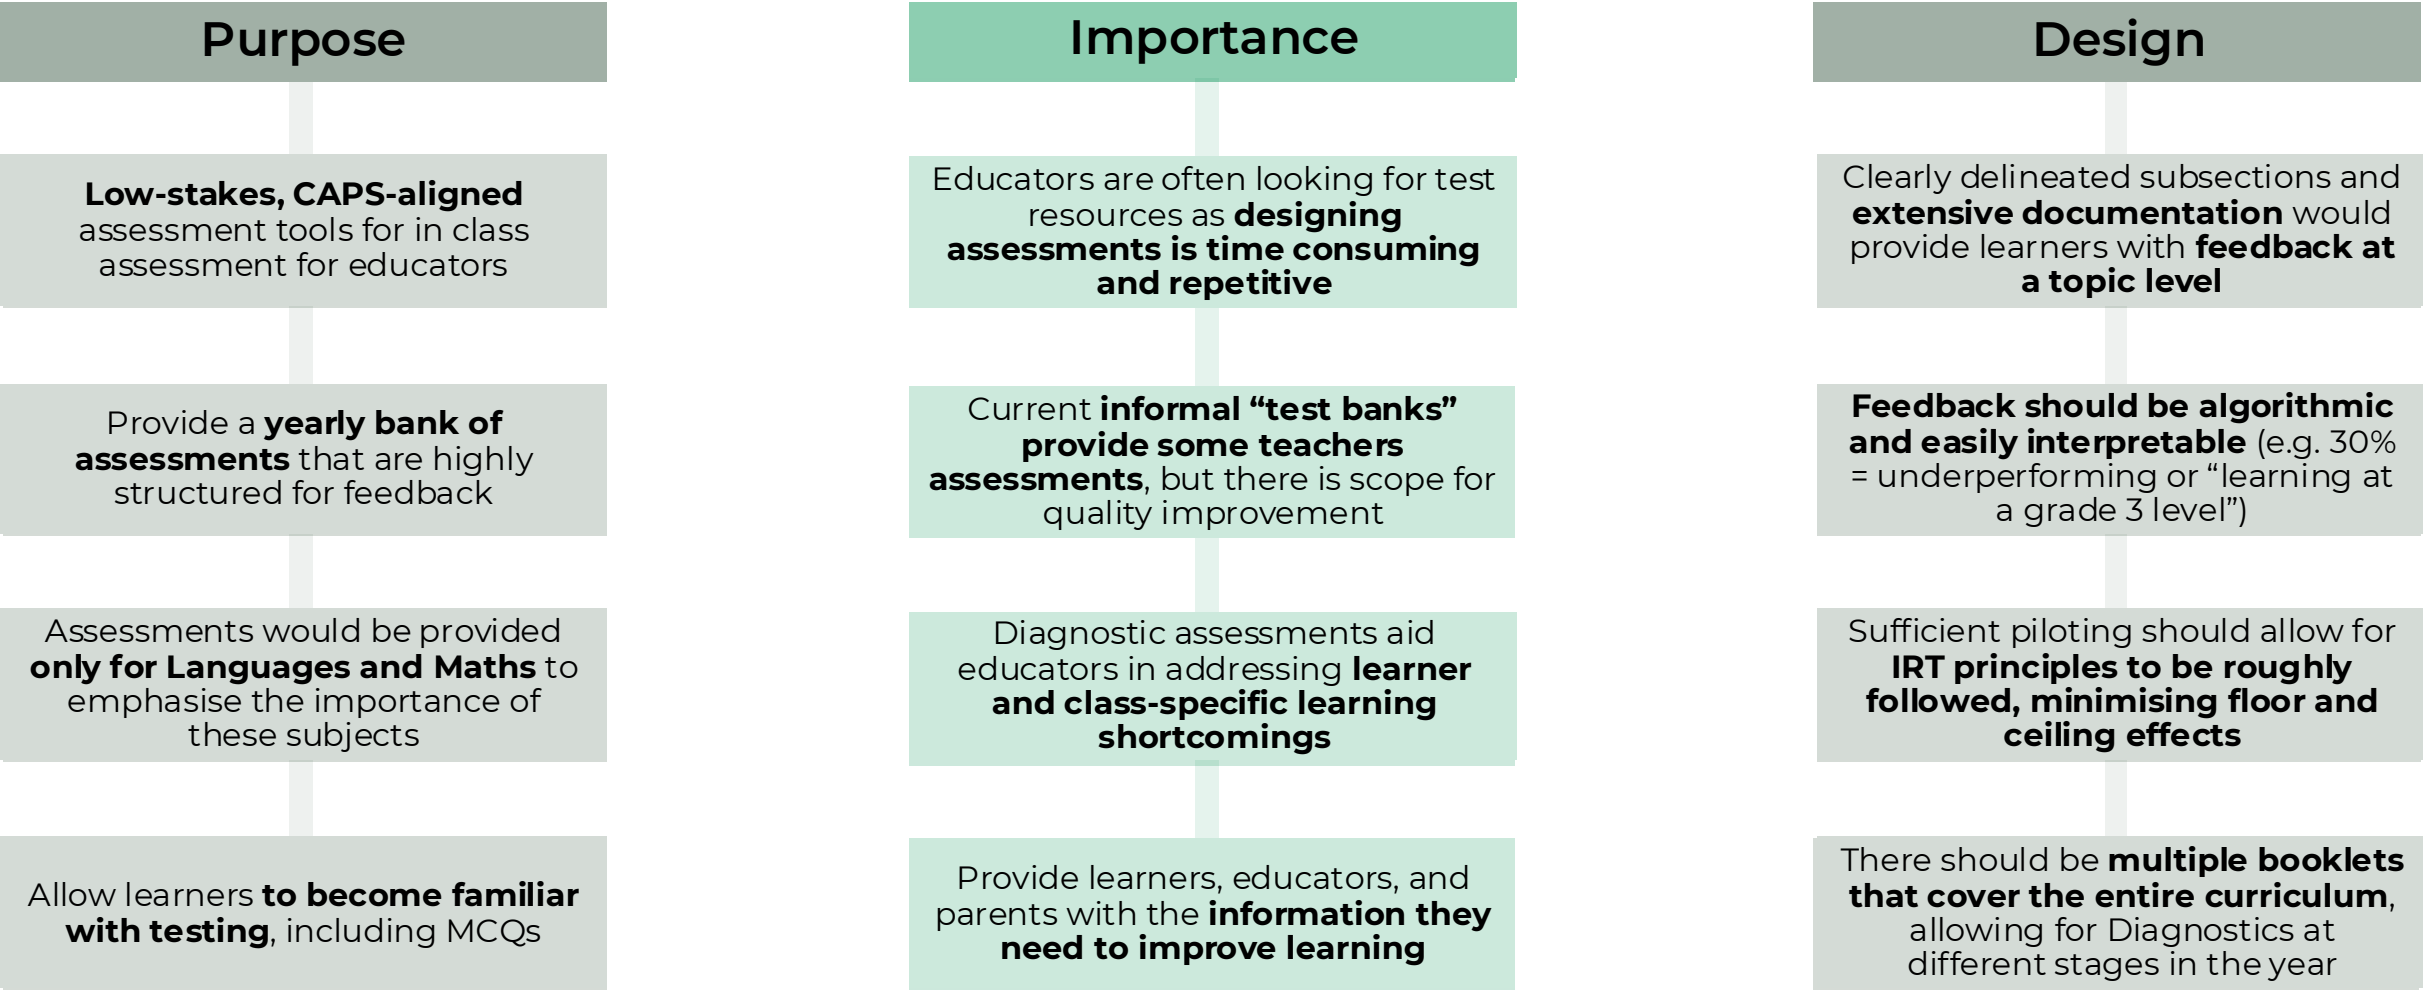 Purpose
Low-stakes, CAPS-aligned
assessment tools for in class
assessment for educators
Provide a yearly bank of
assessments that are highly
structured for feedback
Assessments would be provided
only for Languages and Maths to
emphasise the importance of
these subjects
Allow learners to become familiar
with testing, including MCQs
Importance
Educators are often looking for test
resources as designing
assessments is time consuming
and repetitive
Current informal “test banks”
provide some teachers
assessments, but there is scope for
quality improvement
Diagnostic assessments aid
educators in addressing learner
and class-specific learning
shortcomings
Provide learners, educators, and
parents with the information they
need to improve learning
Design
Clearly delineated subsections and
extensive documentation would
provide learners with feedback at
a topic level
Feedback should be algorithmic
and easily interpretable (e.g. 30%
= underperforming or “learning at
a grade 3 level”)
Sufficient piloting should allow for
IRT principles to be roughly
followed, minimising floor and
ceiling effects
There should be multiple booklets
that cover the entire curriculum,
allowing for Diagnostics at
different stages in the year